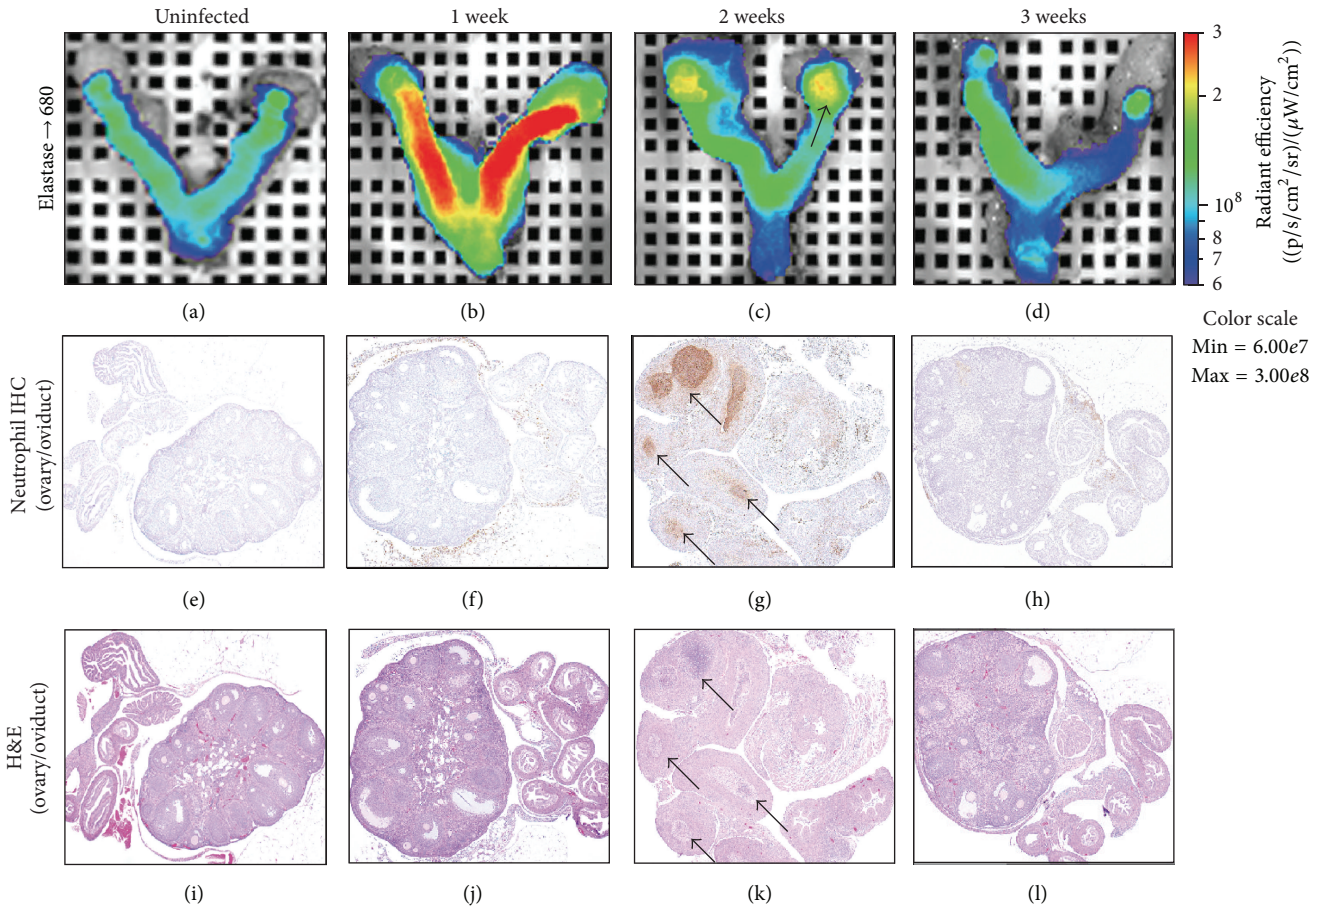 Uninfected
1 week
2 weeks
3 weeks
Elastase → 680
3
2
10⁸
8
7
6
Radiant efficiency
((p/s/cm²/sr)/(μW/cm²))
(a)
(b)
(c)
(d)
Color scale
Min = 6.00e7
Max = 3.00e8
Neutrophil IHC
(ovary/oviduct)
(e)
(f)
(g)
(h)
H&E
(ovary/oviduct)
(i)
(j)
(k)
(l)